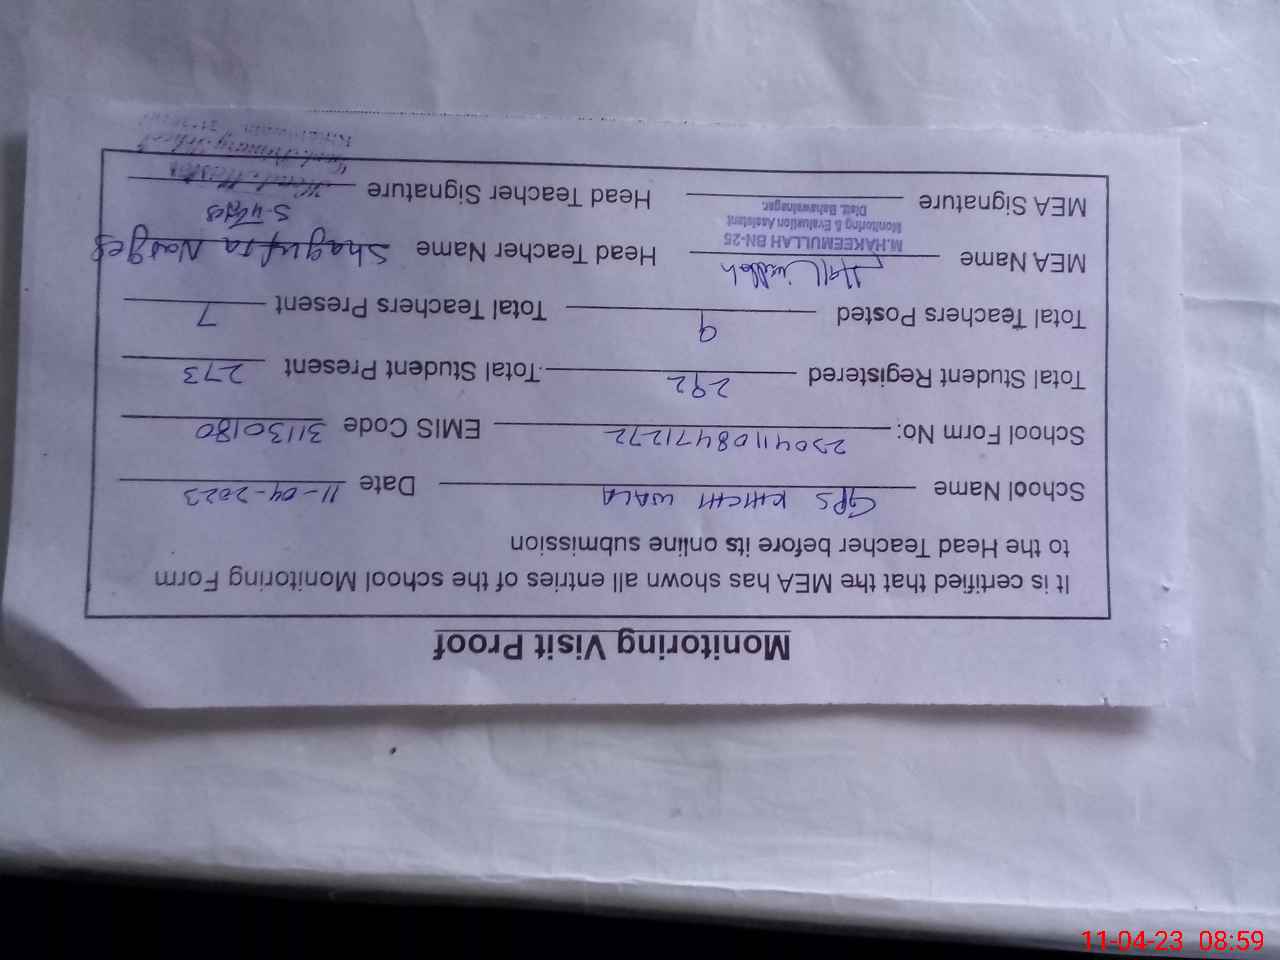 Monitoring Visit Proof
It is certified that the MEA has shown all entries of the school Monitoring Form
to the Head Teacher before its online submission
School Name GPS KHICHI WALA Date 11-04-2023
School Form No: 23041108471272 EMIS Code 31130180
Total Student Registered 292 Total Student Present 273
Total Teachers Posted 9 Total Teachers Present 7
MEA Name Head Teacher Name Shagufta Narges
M.HAKEEMULLAH BN-25
Monitoring & Evaluation Assistant
Distt. Bahawalnagar.
MEA Signature Head Teacher Signature
Primary School
11-04-23 08:59